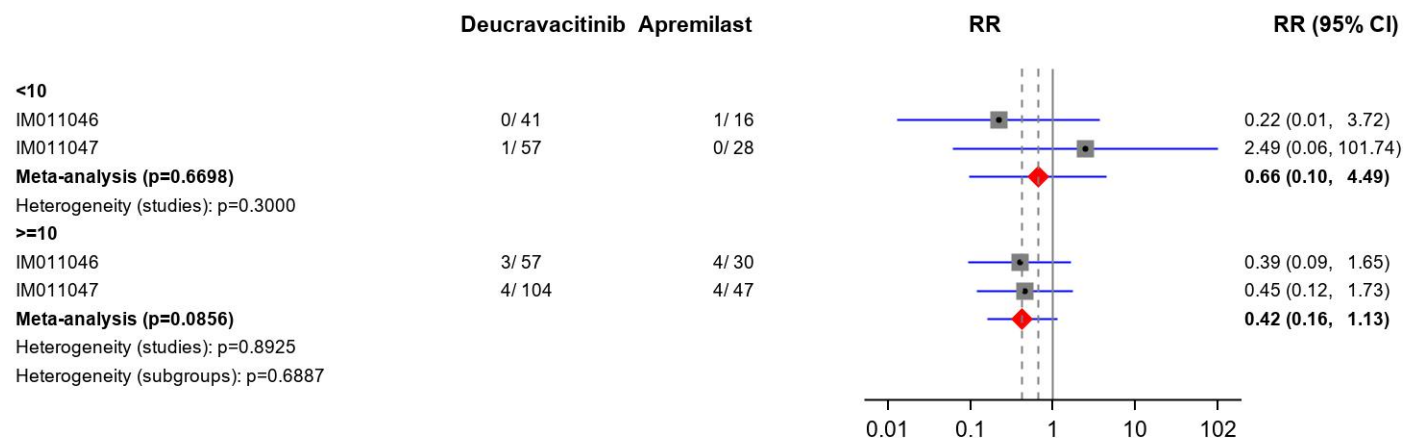 Deucravacitinib Apremilast RR RR (95% CI)
<10
IM011046 0/ 41 1/ 16 0.22 (0.01, 3.72)
IM011047 1/ 57 0/ 28 2.49 (0.06, 101.74)
Meta-analysis (p=0.6698) 0.66 (0.10, 4.49)
Heterogeneity (studies): p=0.3000
>=10
IM011046 3/ 57 4/ 30 0.39 (0.09, 1.65)
IM011047 4/ 104 4/ 47 0.45 (0.12, 1.73)
Meta-analysis (p=0.0856) 0.42 (0.16, 1.13)
Heterogeneity (studies): p=0.8925
Heterogeneity (subgroups): p=0.6887
0.01 0.1 1 10 102